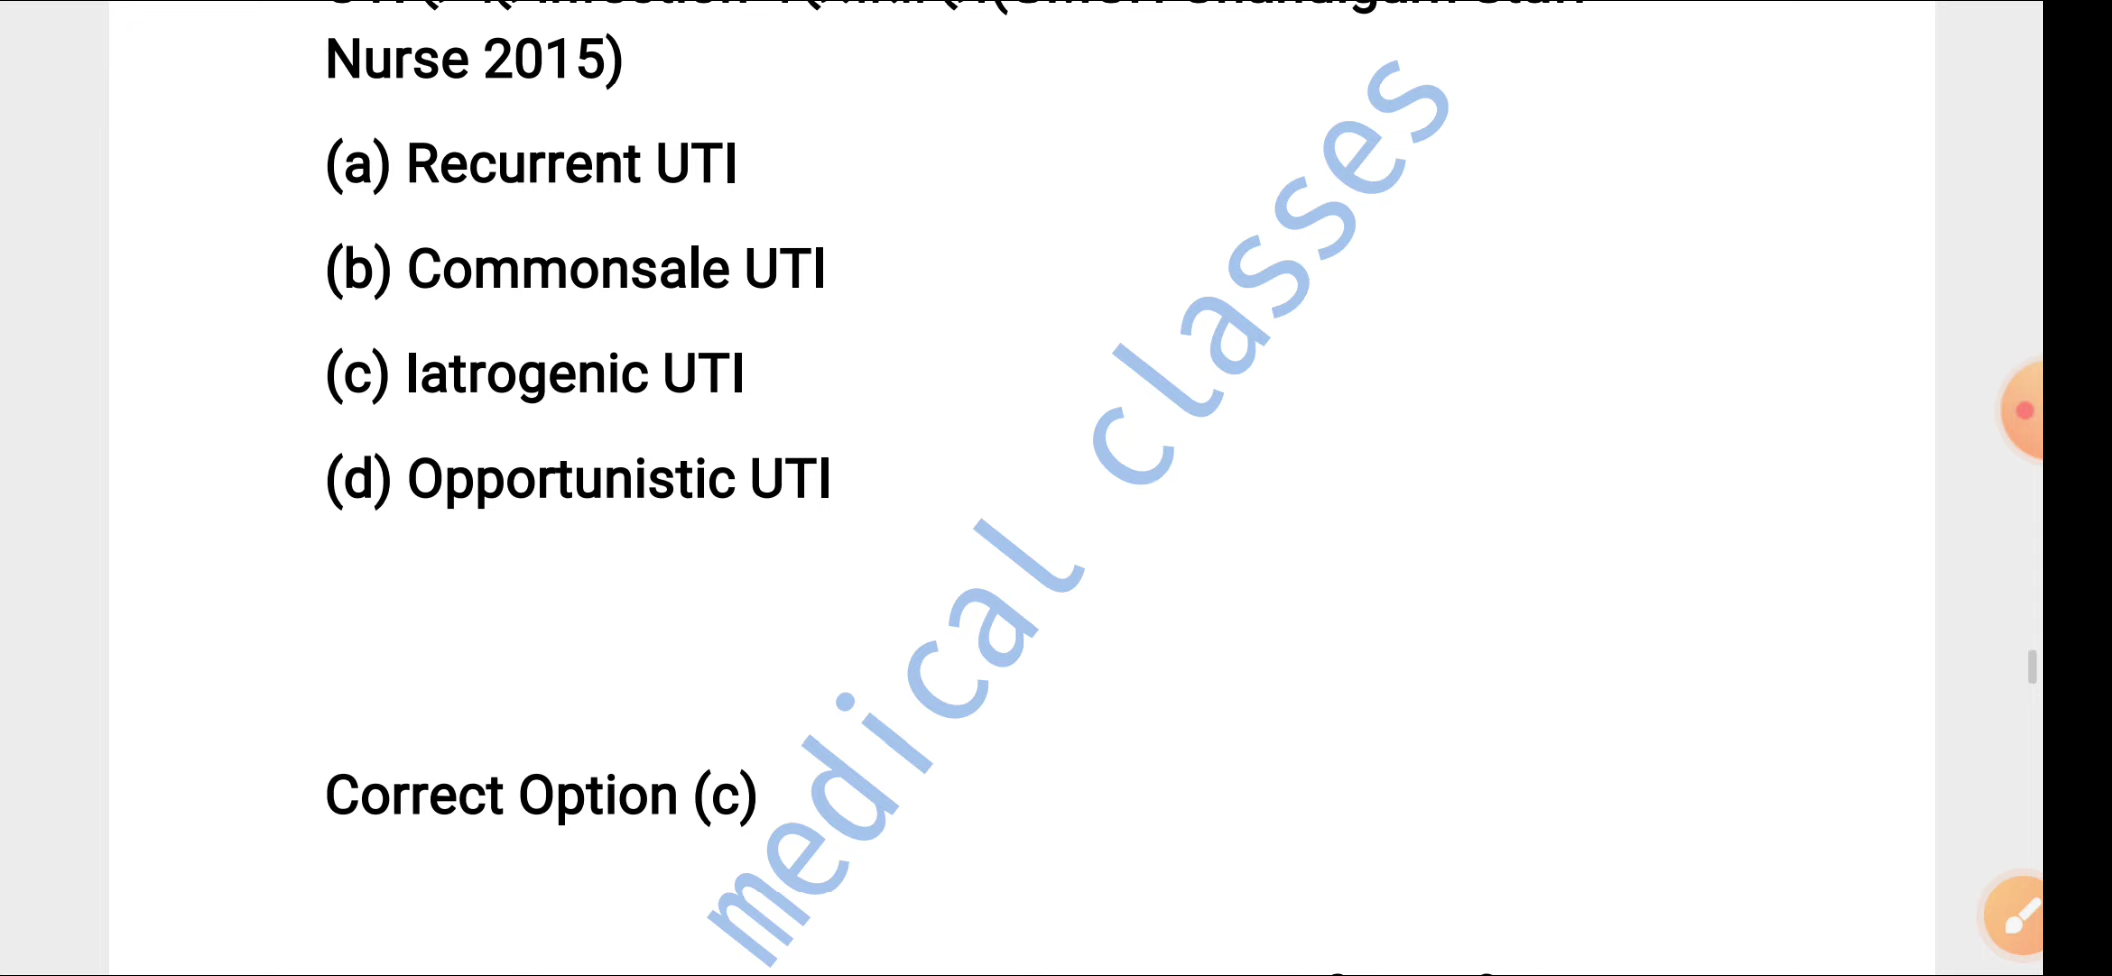 Nurse 2015)
(a) Recurrent UTI
(b) Commonsale UTI
(c) Iatrogenic UTI
(d) Opportunistic UTI
Correct Option (c)
medical classes